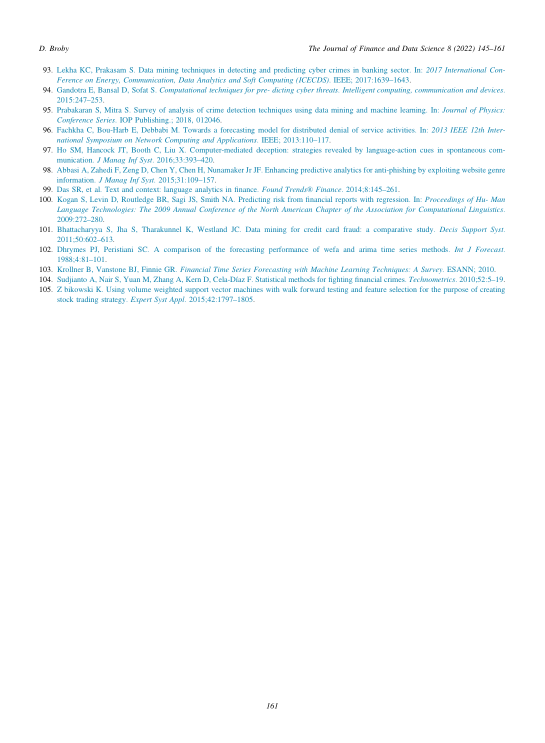 D. Broby
The Journal of Finance and Data Science 8 (2022) 145–161
93. Lekha KC, Prakasam S. Data mining techniques in detecting and predicting cyber crimes in banking sector. In: 2017 International Con-
Ference on Energy, Communication, Data Analytics and Soft Computing (ICECDS). IEEE; 2017:1639–1643.
94. Gandotra E, Bansal D, Sofat S. Computational techniques for pre- dicting cyber threats. Intelligent computing, communication and devices.
2015:247–253.
95. Prabakaran S, Mitra S. Survey of analysis of crime detection techniques using data mining and machine learning. In: Journal of Physics:
Conference Series. IOP Publishing.; 2018, 012046.
96. Fachkha C, Bou-Harb E, Debbabi M. Towards a forecasting model for distributed denial of service activities. In: 2013 IEEE 12th Inter-
national Symposium on Network Computing and Applications. IEEE; 2013:110–117.
97. Ho SM, Hancock JT, Booth C, Liu X. Computer-mediated deception: strategies revealed by language-action cues in spontaneous com-
munication. J Manag Inf Syst. 2016;33:393–420.
98. Abbasi A, Zahedi F, Zeng D, Chen Y, Chen H, Nunamaker Jr JF. Enhancing predictive analytics for anti-phishing by exploiting website genre
information. J Manag Inf Syst. 2015;31:109–157.
99. Das SR, et al. Text and context: language analytics in finance. Found Trends® Finance. 2014;8:145–261.
100. Kogan S, Levin D, Routledge BR, Sagi JS, Smith NA. Predicting risk from financial reports with regression. In: Proceedings of Hu- Man
Language Technologies: The 2009 Annual Conference of the North American Chapter of the Association for Computational Linguistics.
2009:272–280.
101. Bhattacharyya S, Jha S, Tharakunnel K, Westland JC. Data mining for credit card fraud: a comparative study. Decis Support Syst.
2011;50:602–613.
102. Dhrymes PJ, Peristiani SC. A comparison of the forecasting performance of wefa and arima time series methods. Int J Forecast.
1988;4:81–101.
103. Krollner B, Vanstone BJ, Finnie GR. Financial Time Series Forecasting with Machine Learning Techniques: A Survey. ESANN; 2010.
104. Sudjianto A, Nair S, Yuan M, Zhang A, Kern D, Cela-Díaz F. Statistical methods for fighting financial crimes. Technometrics. 2010;52:5–19.
105. Z bikowski K. Using volume weighted support vector machines with walk forward testing and feature selection for the purpose of creating
stock trading strategy. Expert Syst Appl. 2015;42:1797–1805.
161